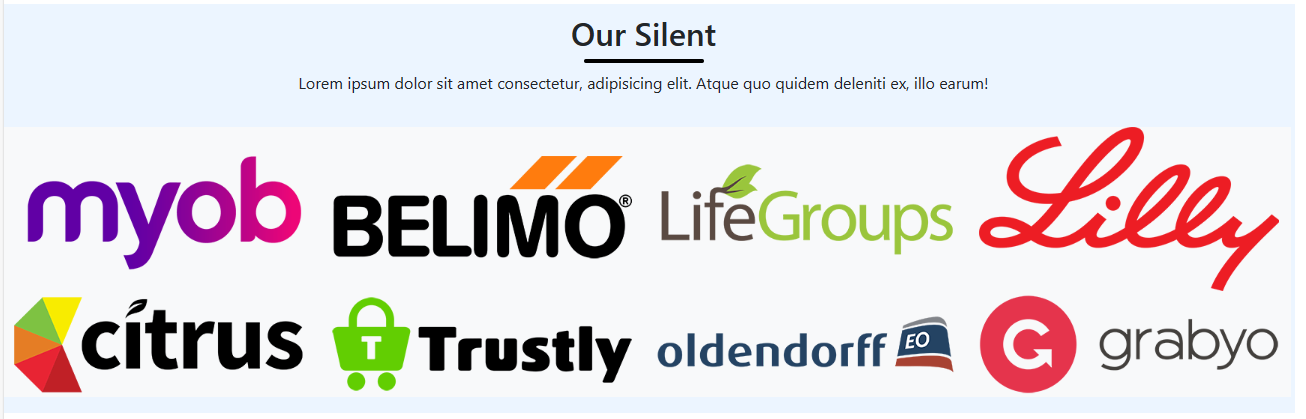 Our Silent
Lorem ipsum dolor sit amet consectetur, adipisicing elit. Atque quo quidem deleniti ex, illo earum!
myob
BELIMO®
LifeGroups
Lilly
citrus
T Trustly
oldendorff EO
G grabyo